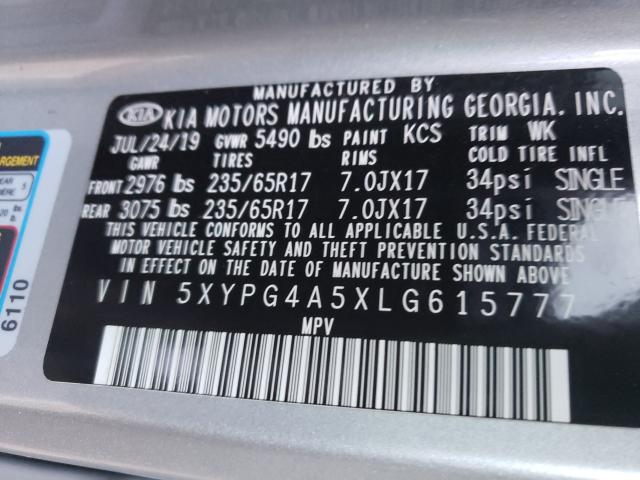 MANUFACTURED BY
KIA KIA MOTORS MANUFACTURING GEORGIA, INC.
JUL/24/19 GVWR 5490 lbs PAINT KCS TRIM WK
GAWR TIRES RIMS COLD TIRE INFL
FRONT 2976 lbs 235/65R17 7.0JX17 34psi SINGLE
REAR 3075 lbs 235/65R17 7.0JX17 34psi SINGLE
THIS VEHICLE CONFORMS TO ALL APPLICABLE U.S.A. FEDERAL
MOTOR VEHICLE SAFETY AND THEFT PREVENTION STANDARDS
IN EFFECT ON THE DATE OF MANUFACTURE SHOWN ABOVE.
VIN 5XYPG4A5XLG615777
MPV
6110